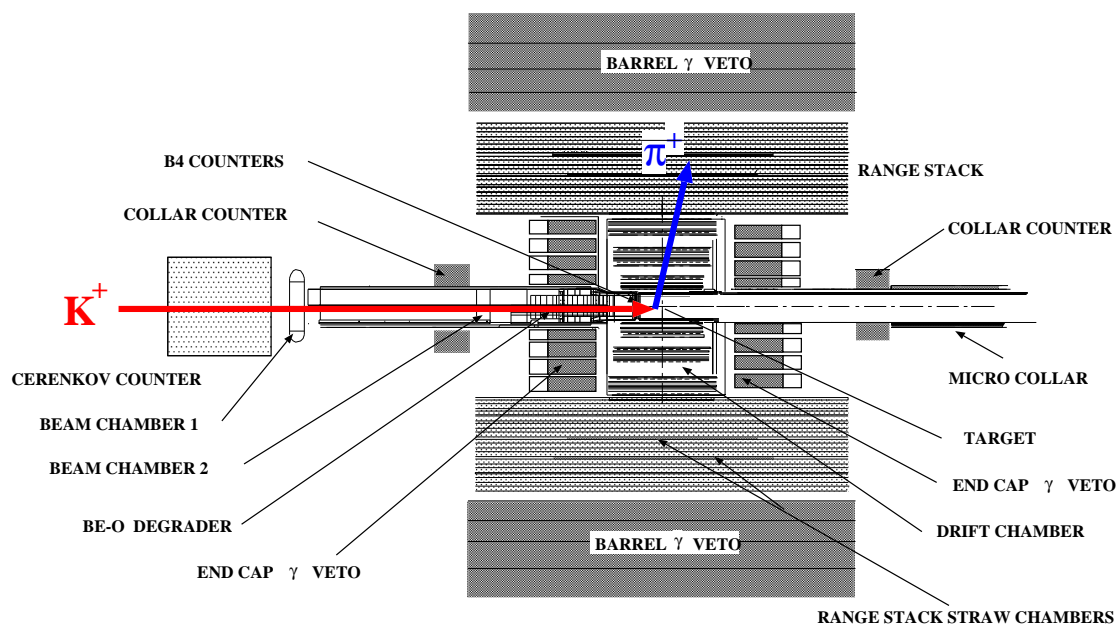 BARREL γ VETO
π+
B4 COUNTERS
RANGE STACK
COLLAR COUNTER
COLLAR COUNTER
K+
CERENKOV COUNTER
MICRO COLLAR
BEAM CHAMBER 1
TARGET
BEAM CHAMBER 2
END CAP γ VETO
BE-O DEGRADER
DRIFT CHAMBER
BARREL γ VETO
END CAP γ VETO
RANGE STACK STRAW CHAMBERS